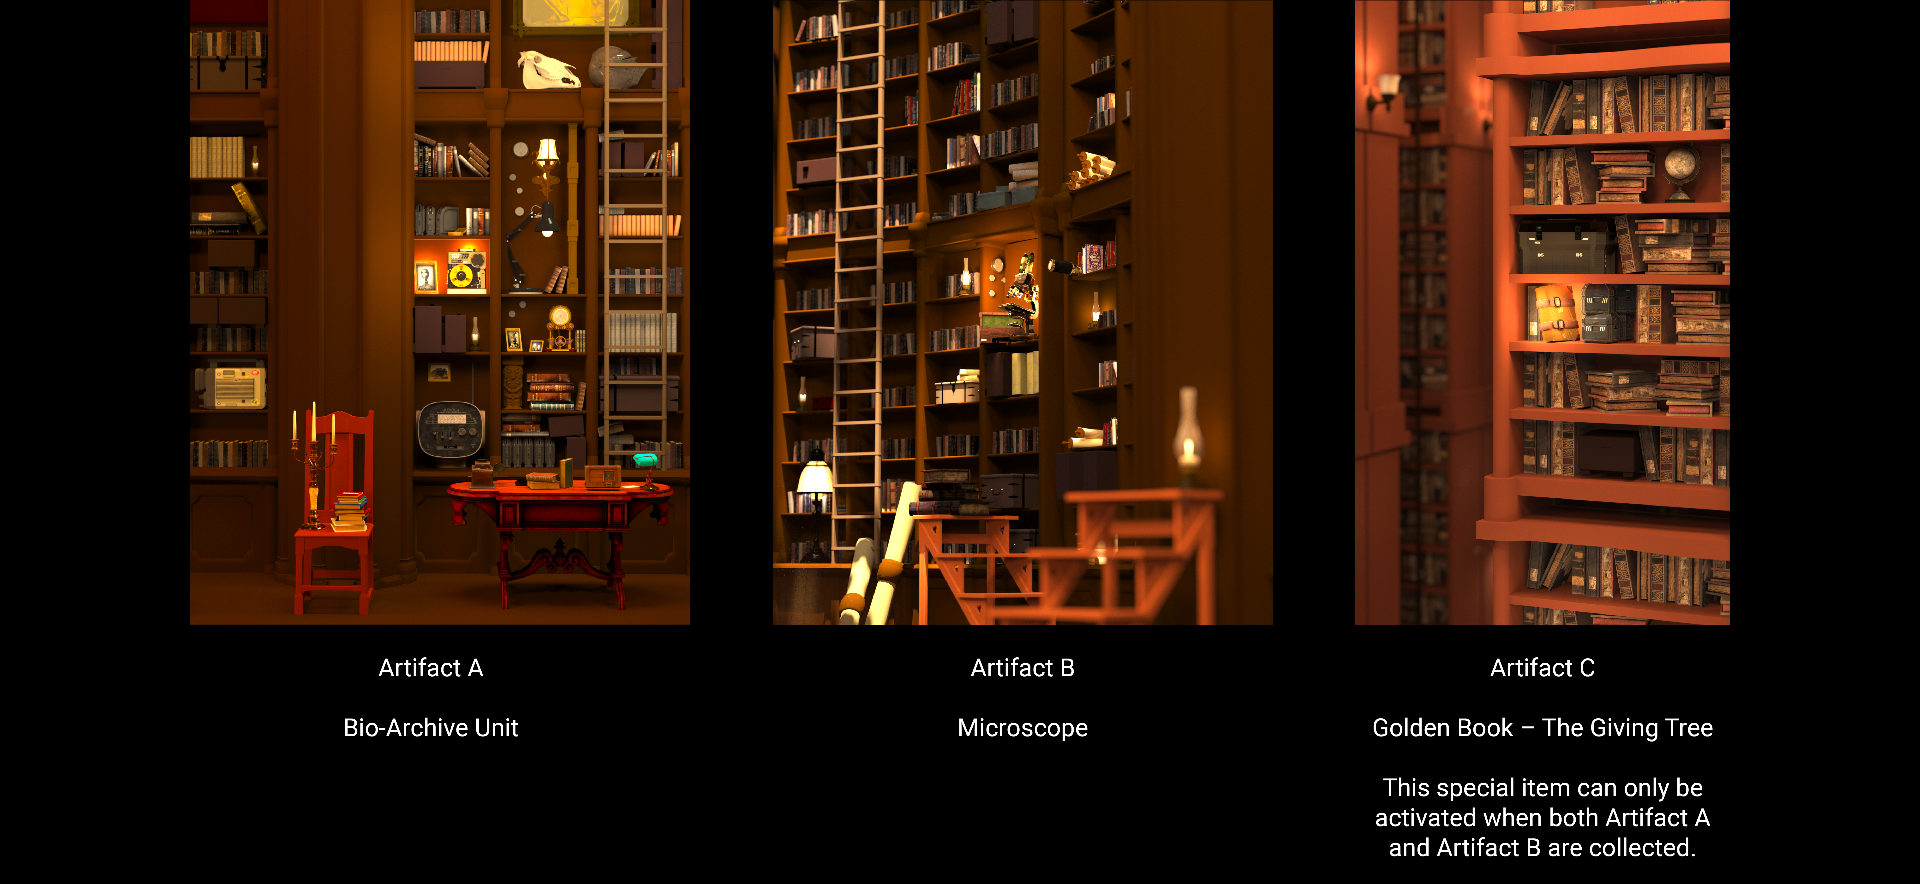 Artifact A
Bio-Archive Unit
Artifact B
Microscope
Artifact C
Golden Book – The Giving Tree
This special item can only be
activated when both Artifact A
and Artifact B are collected.